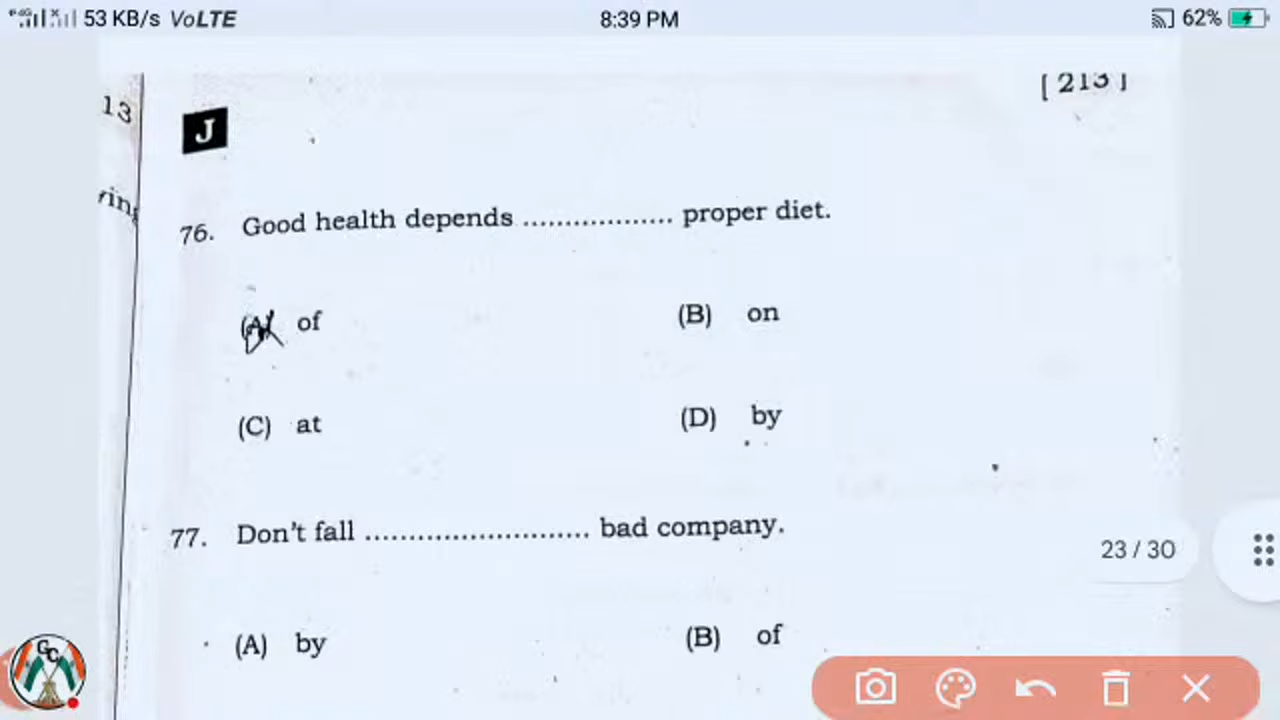 53 KB/s VoLTE 8:39 PM 62%
[ 213 ]
13
J
76. Good health depends .................. proper diet.
(A) of (B) on
(C) at (D) by
77. Don't fall .......................... bad company.
23 / 30
(A) by (B) of
GC